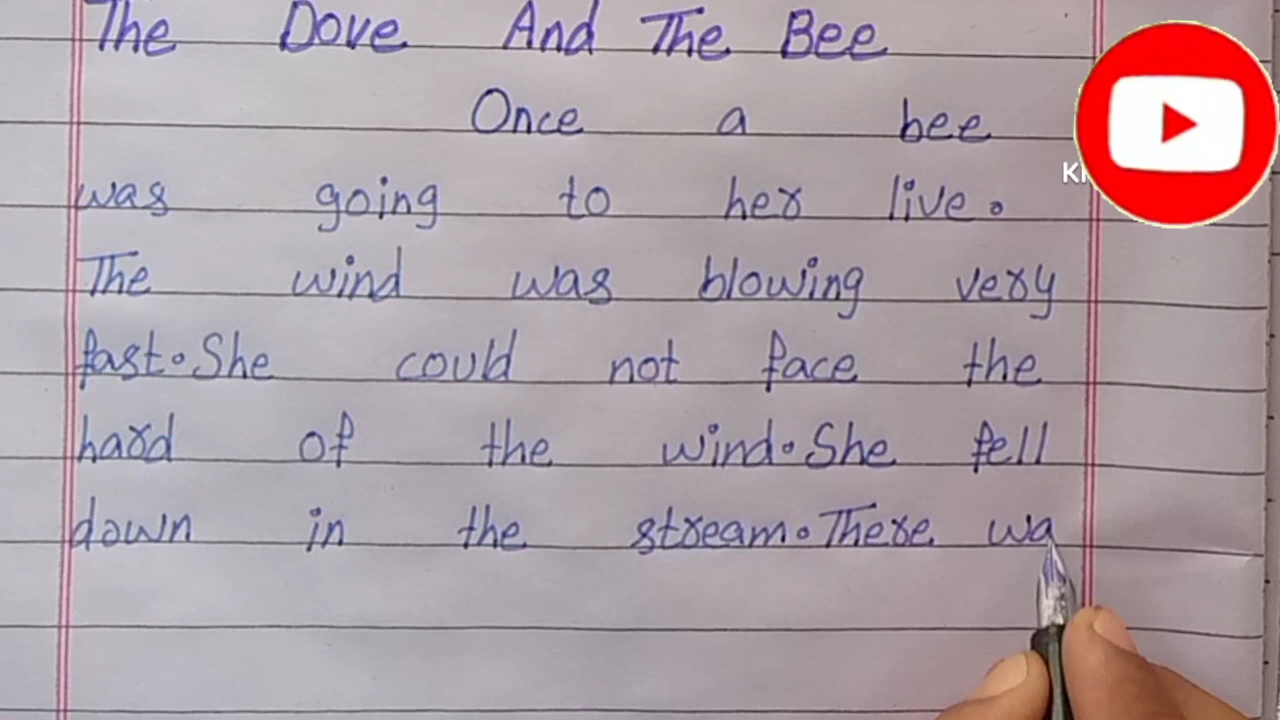 The Dove And The Bee
Once a bee
was going to her live.
The wind was blowing very
fast. She could not face the
hard of the wind. She fell
down in the stream. There wa